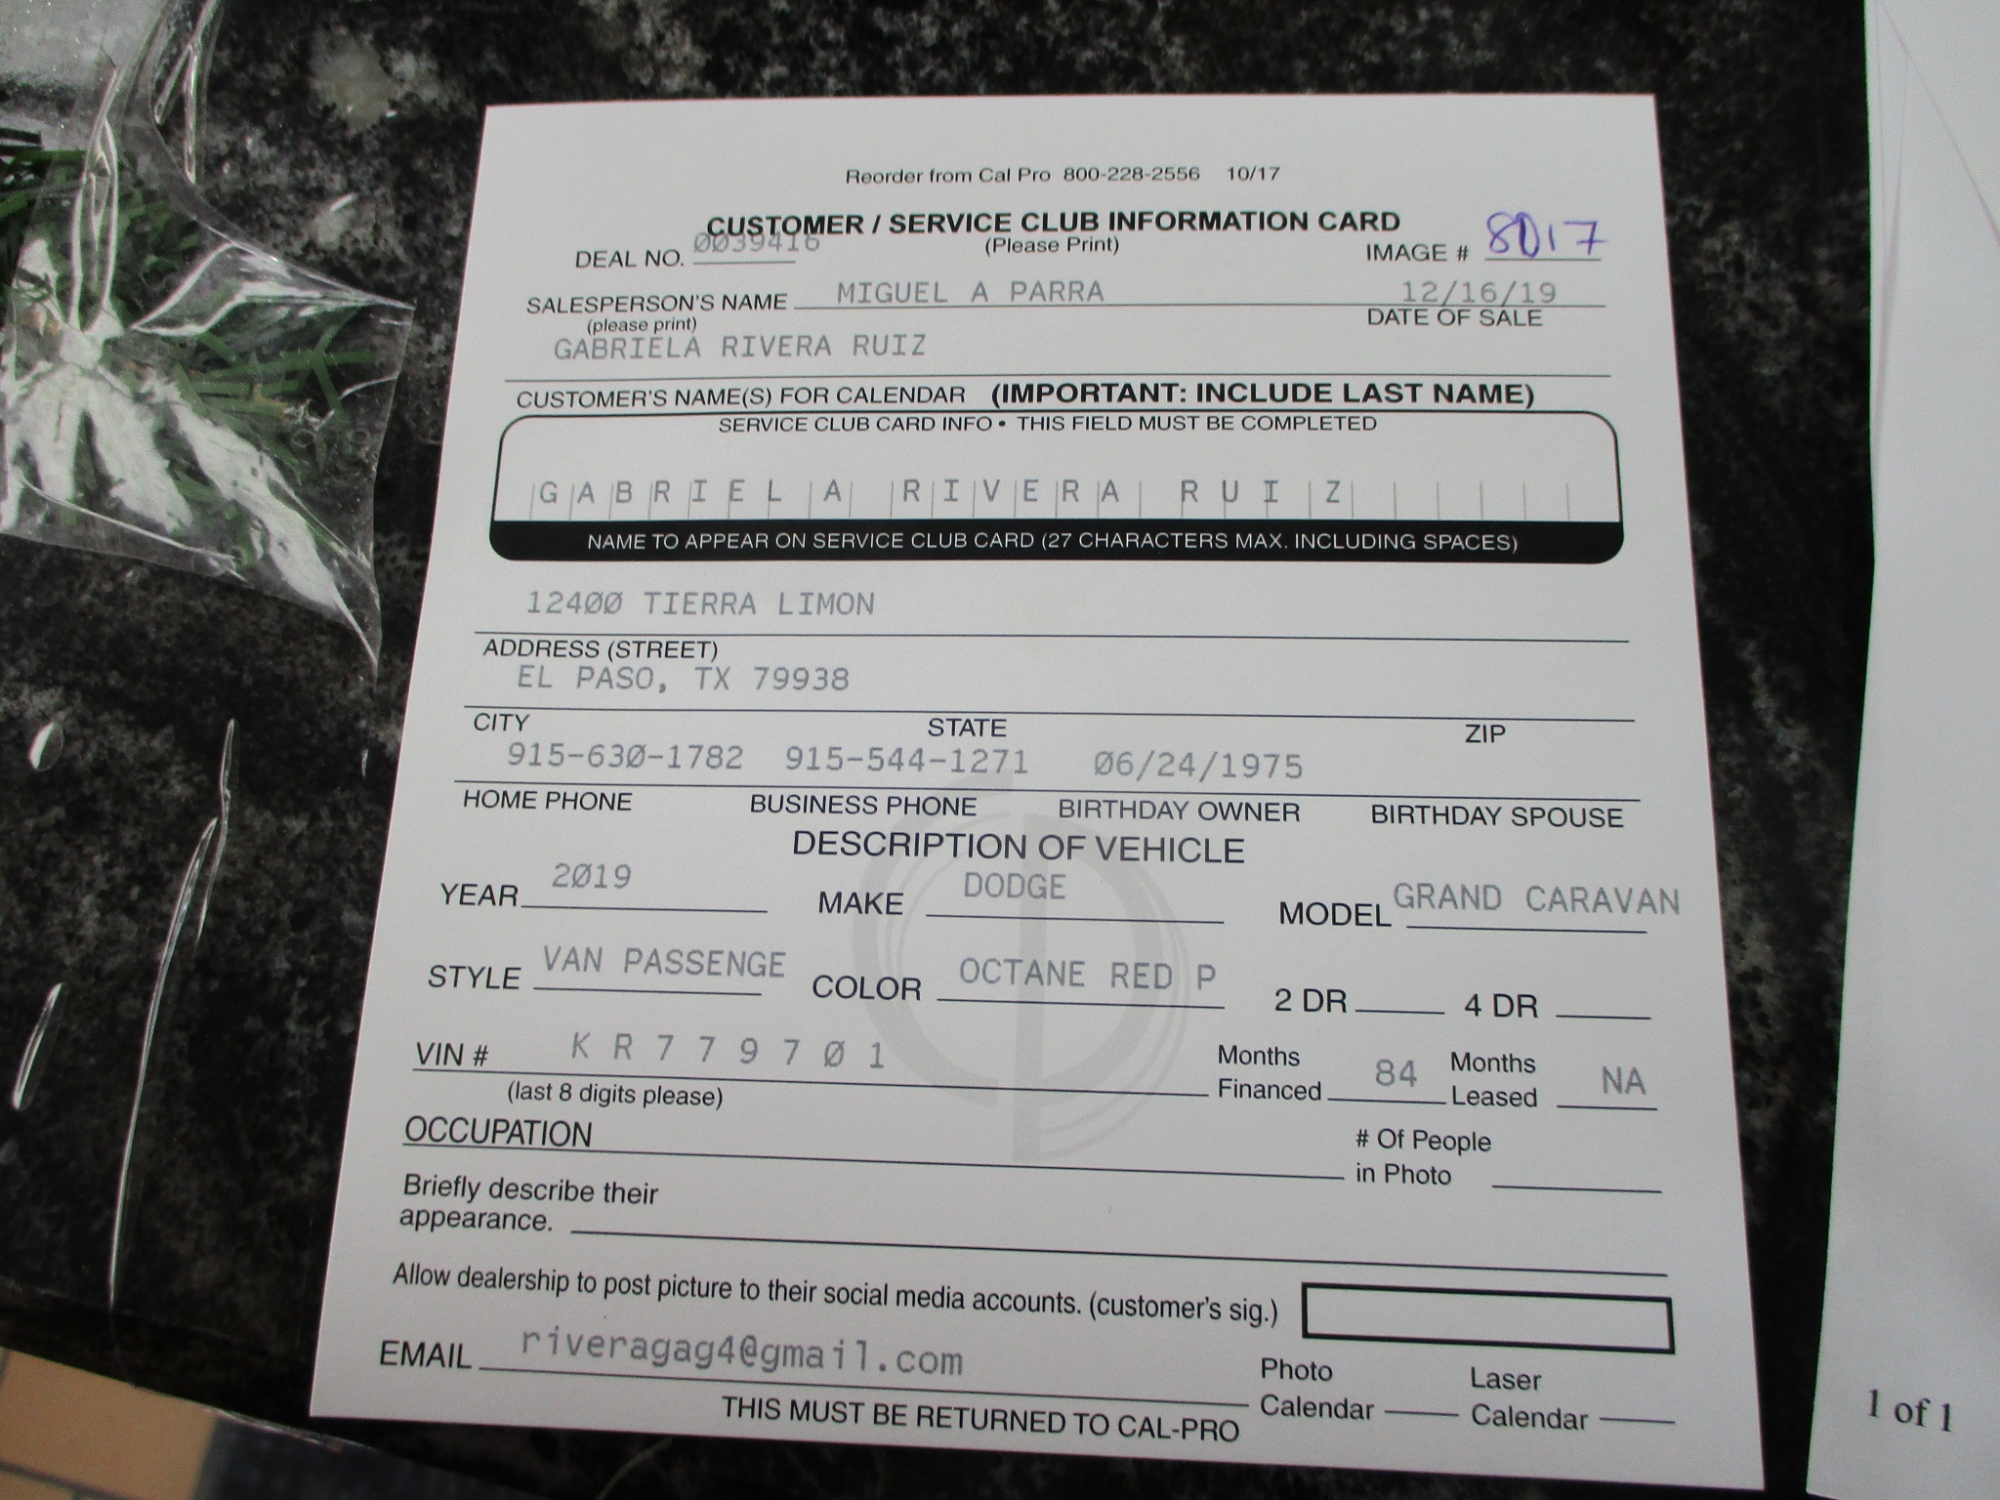 Reorder from Cal Pro 800-228-2556 10/17
CUSTOMER / SERVICE CLUB INFORMATION CARD
DEAL NO. 0039416 (Please Print) IMAGE # 8017
SALESPERSON'S NAME MIGUEL A PARRA 12/16/19
(please print) DATE OF SALE
GABRIELA RIVERA RUIZ
CUSTOMER'S NAME(S) FOR CALENDAR (IMPORTANT: INCLUDE LAST NAME)
SERVICE CLUB CARD INFO • THIS FIELD MUST BE COMPLETED
GABRIELA RIVERA RUIZ
NAME TO APPEAR ON SERVICE CLUB CARD (27 CHARACTERS MAX. INCLUDING SPACES)
12400 TIERRA LIMON
ADDRESS (STREET)
EL PASO, TX 79938
CITY STATE ZIP
915-630-1782 915-544-1271 06/24/1975
HOME PHONE BUSINESS PHONE BIRTHDAY OWNER BIRTHDAY SPOUSE
DESCRIPTION OF VEHICLE
YEAR 2019 MAKE DODGE MODEL GRAND CARAVAN
STYLE VAN PASSENGE COLOR OCTANE RED P 2 DR 4 DR
VIN # K R 7 7 9 7 0 1 Months Financed 84 Months Leased NA
(last 8 digits please)
OCCUPATION # Of People in Photo
Briefly describe their
appearance.
Allow dealership to post picture to their social media accounts. (customer's sig.)
EMAIL riveragag4@gmail.com Photo Calendar Laser Calendar
THIS MUST BE RETURNED TO CAL-PRO
1 of 1